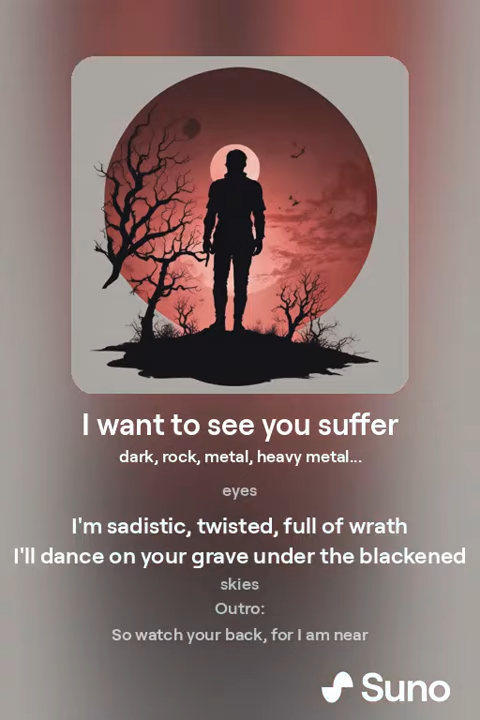 I want to see you suffer
dark, rock, metal, heavy metal...
eyes
I'm sadistic, twisted, full of wrath
I'll dance on your grave under the blackened
skies
Outro:
So watch your back, for I am near
Suno